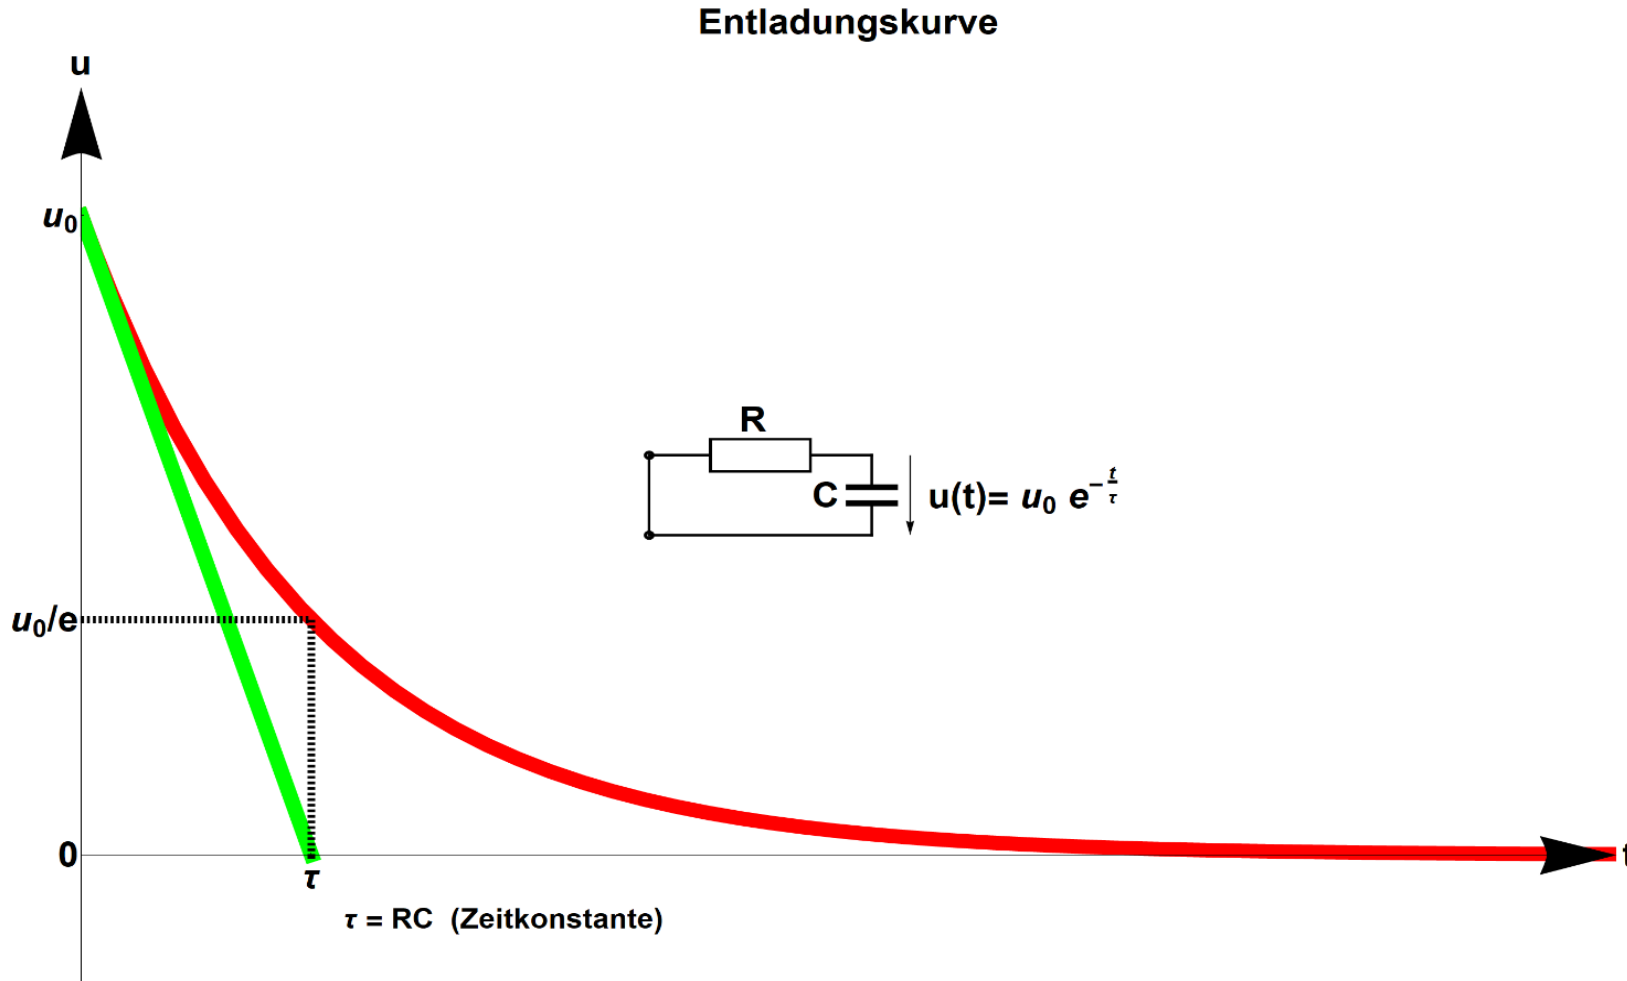 Entladungskurve
u
u₀
R
C
u(t)= u₀ e^(-t/τ)
u₀/e
0
t
τ
τ = RC (Zeitkonstante)